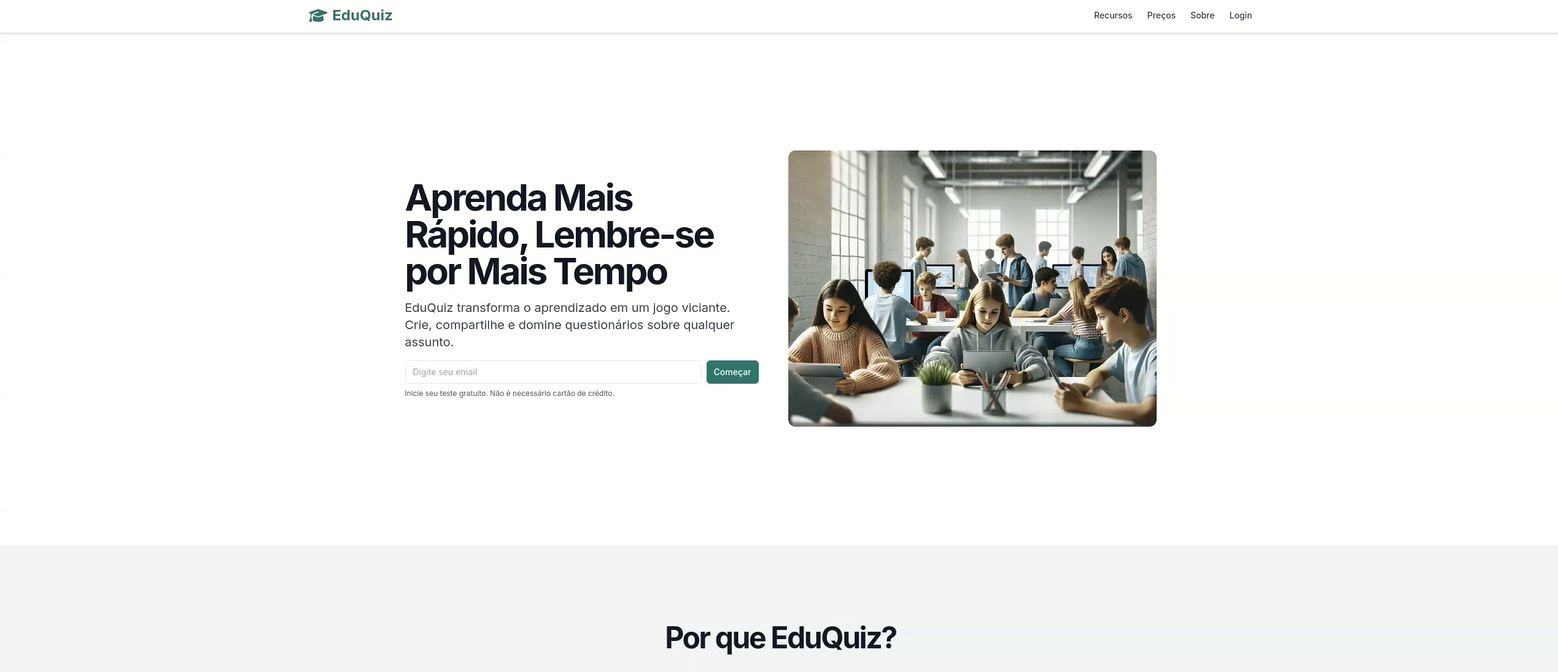 EduQuiz
Recursos Preços Sobre Login
Aprenda Mais
Rápido, Lembre-se
por Mais Tempo
EduQuiz transforma o aprendizado em um jogo viciante.
Crie, compartilhe e domine questionários sobre qualquer
assunto.
Digite seu email
Começar
Inicie seu teste gratuito. Não é necessário cartão de crédito.
Por que EduQuiz?